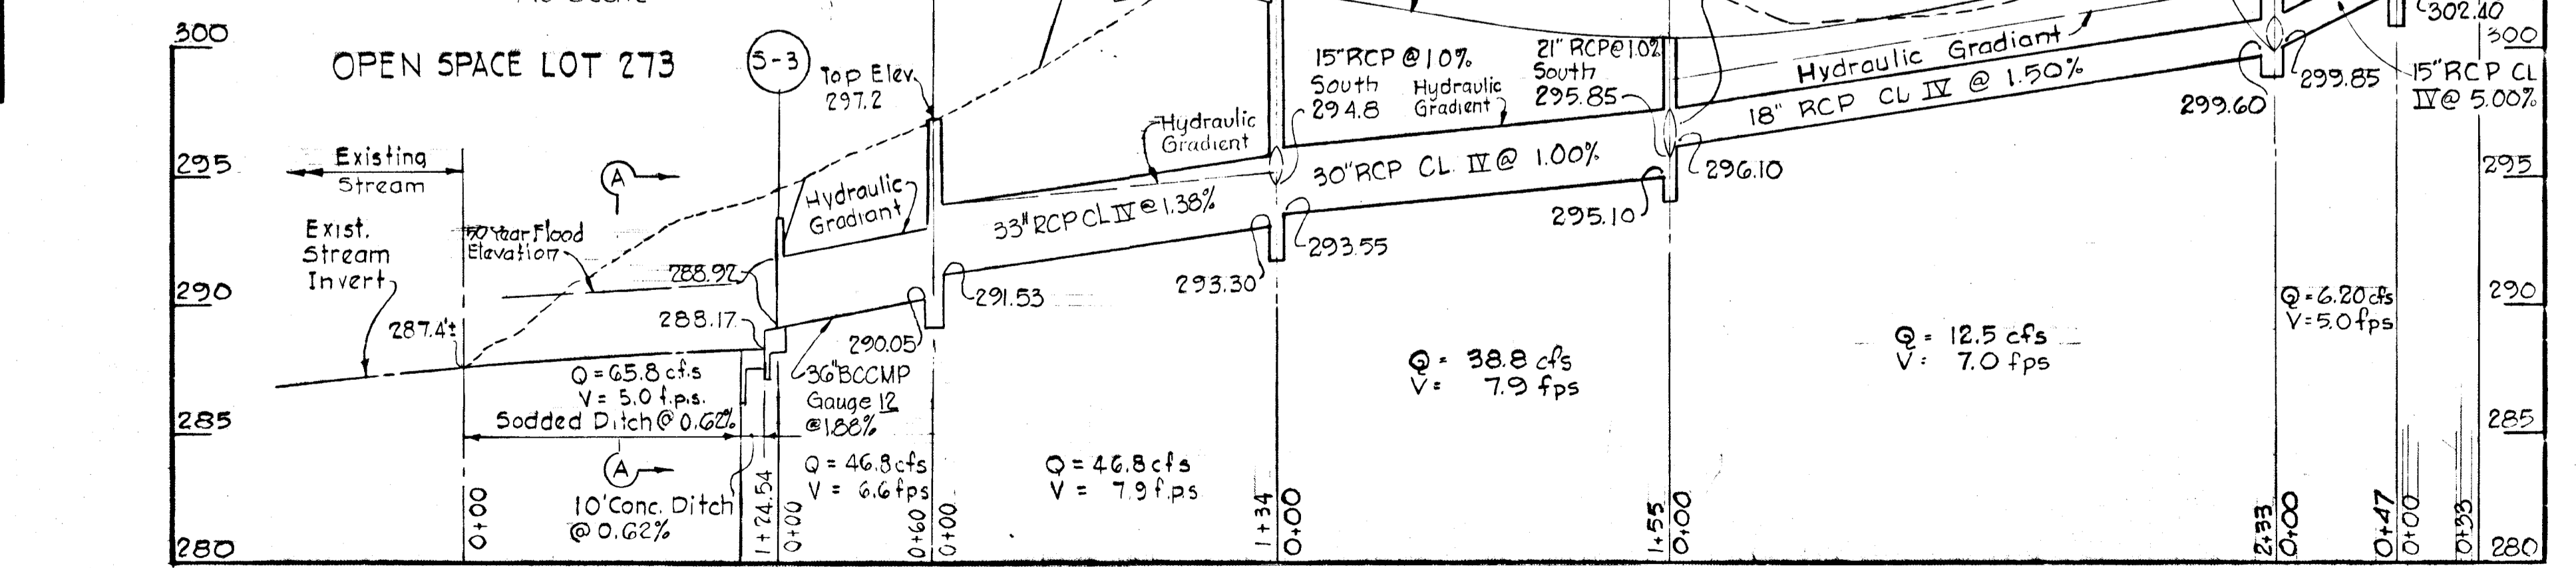 300
OPEN SPACE LOT 273
S-3
Top Elev.
297.2
15" RCP @ 10%
South
294.8
Hydraulic
Gradient
21" RCP @ 1.0%
South
295.85
Hydraulic Gradiant
18" RCP CL IV @ 1.50%
302.40
300
299.85
299.60
15" RCP CL
IV @ 5.00%
295
Existing
Stream
A
Hydraulic
Gradiant
Hydraulic
Gradient
33" RCP CL IV @ 1.38%
30" RCP CL. IV @ 1.00%
296.10
295.10
295
Exist.
Stream
Invert
Year Flood
Elevation
288.92
293.55
293.30
291.53
290
287.4'±
288.17
290.05
290
Q = 65.8 c.f.s
V = 5.0 f.p.s.
Sodded Ditch @ 0.62%
36" BCCMP
Gauge 12
@ 1.88%
Q = 38.8 cfs
V = 7.9 fps
Q = 12.5 cfs
V = 7.0 fps
Q = 6.20 cfs
V = 5.0 fps
285
285
A
10' Conc. Ditch
@ 0.62%
Q = 46.8 cfs
V = 6.6 fps
Q = 46.8 cfs
V = 7.9 f.p.s
280
0+00
1+24.54
0+00
0+60
0+00
1+34
0+00
1+55
0+00
2+33
0+00
0+47
0+00
0+33
280